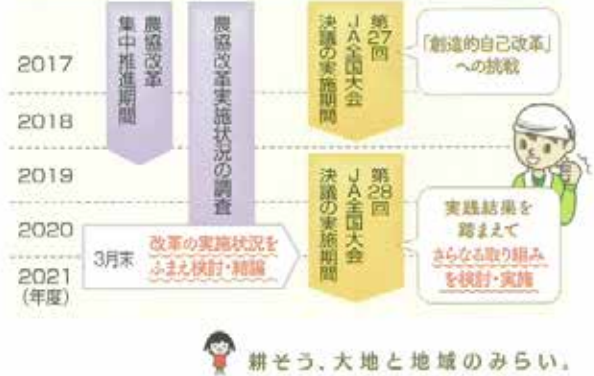 2017
2018
2019
2020
2021
(年度)
農協改革
集中推進期間
農協改革実施状況の調査
3月末
改革の実施状況を
ふまえ検討・結論
第27回
JA全国大会
決議の実施期間
「創造的自己改革」
への挑戦
第28回
JA全国大会
決議の実施期間
実践結果を
踏まえて
さらなる取り組み
を検討・実施
耕そう、大地と地域のみらい。